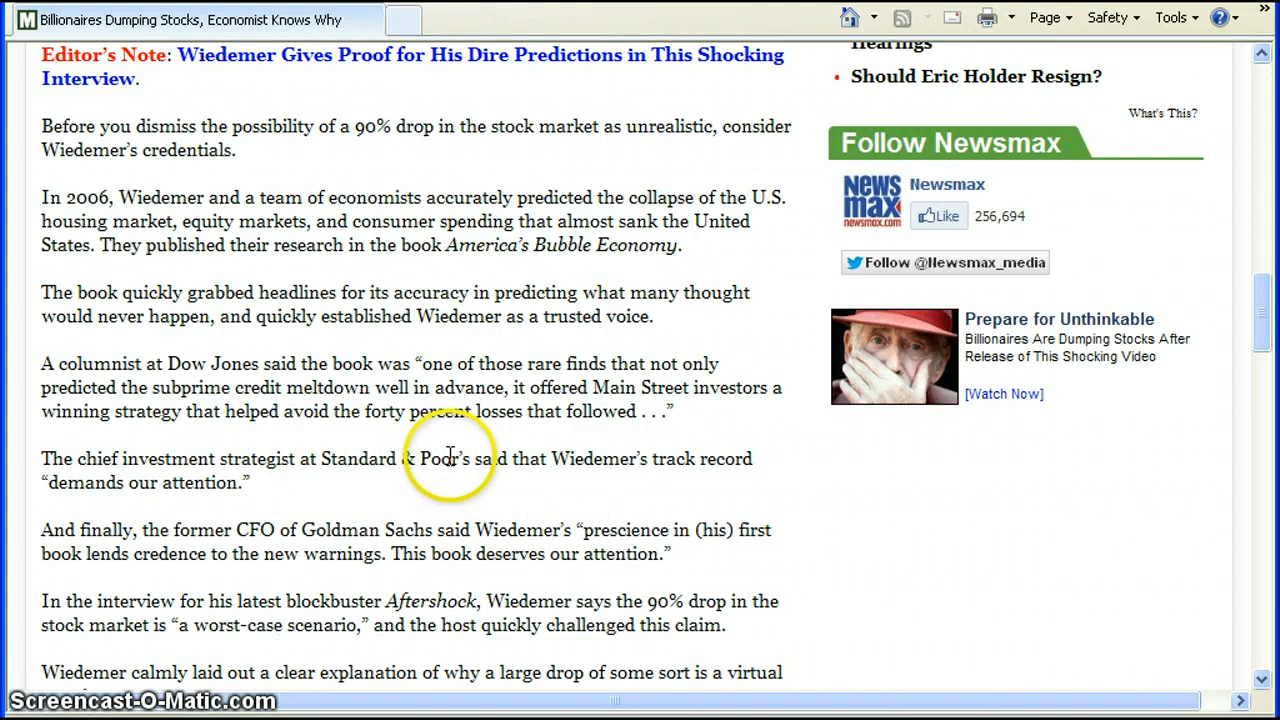 Billionaires Dumping Stocks, Economist Knows Why
Page
Safety
Tools
Editor's Note: Wiedemer Gives Proof for His Dire Predictions in This Shocking
Interview.
Before you dismiss the possibility of a 90% drop in the stock market as unrealistic, consider
Wiedemer's credentials.
In 2006, Wiedemer and a team of economists accurately predicted the collapse of the U.S.
housing market, equity markets, and consumer spending that almost sank the United
States. They published their research in the book America's Bubble Economy.
The book quickly grabbed headlines for its accuracy in predicting what many thought
would never happen, and quickly established Wiedemer as a trusted voice.
A columnist at Dow Jones said the book was “one of those rare finds that not only
predicted the subprime credit meltdown well in advance, it offered Main Street investors a
winning strategy that helped avoid the forty percent losses that followed . . .”
The chief investment strategist at Standard & Poor's said that Wiedemer's track record
“demands our attention.”
And finally, the former CFO of Goldman Sachs said Wiedemer's “prescience in (his) first
book lends credence to the new warnings. This book deserves our attention.”
In the interview for his latest blockbuster Aftershock, Wiedemer says the 90% drop in the
stock market is “a worst-case scenario,” and the host quickly challenged this claim.
Wiedemer calmly laid out a clear explanation of why a large drop of some sort is a virtual
Hearings
Should Eric Holder Resign?
What's This?
Follow Newsmax
NEWS
max
newsmax.com
Newsmax
Like 256,694
Follow @Newsmax_media
Prepare for Unthinkable
Billionaires Are Dumping Stocks After
Release of This Shocking Video
[Watch Now]
Screencast-O-Matic.com